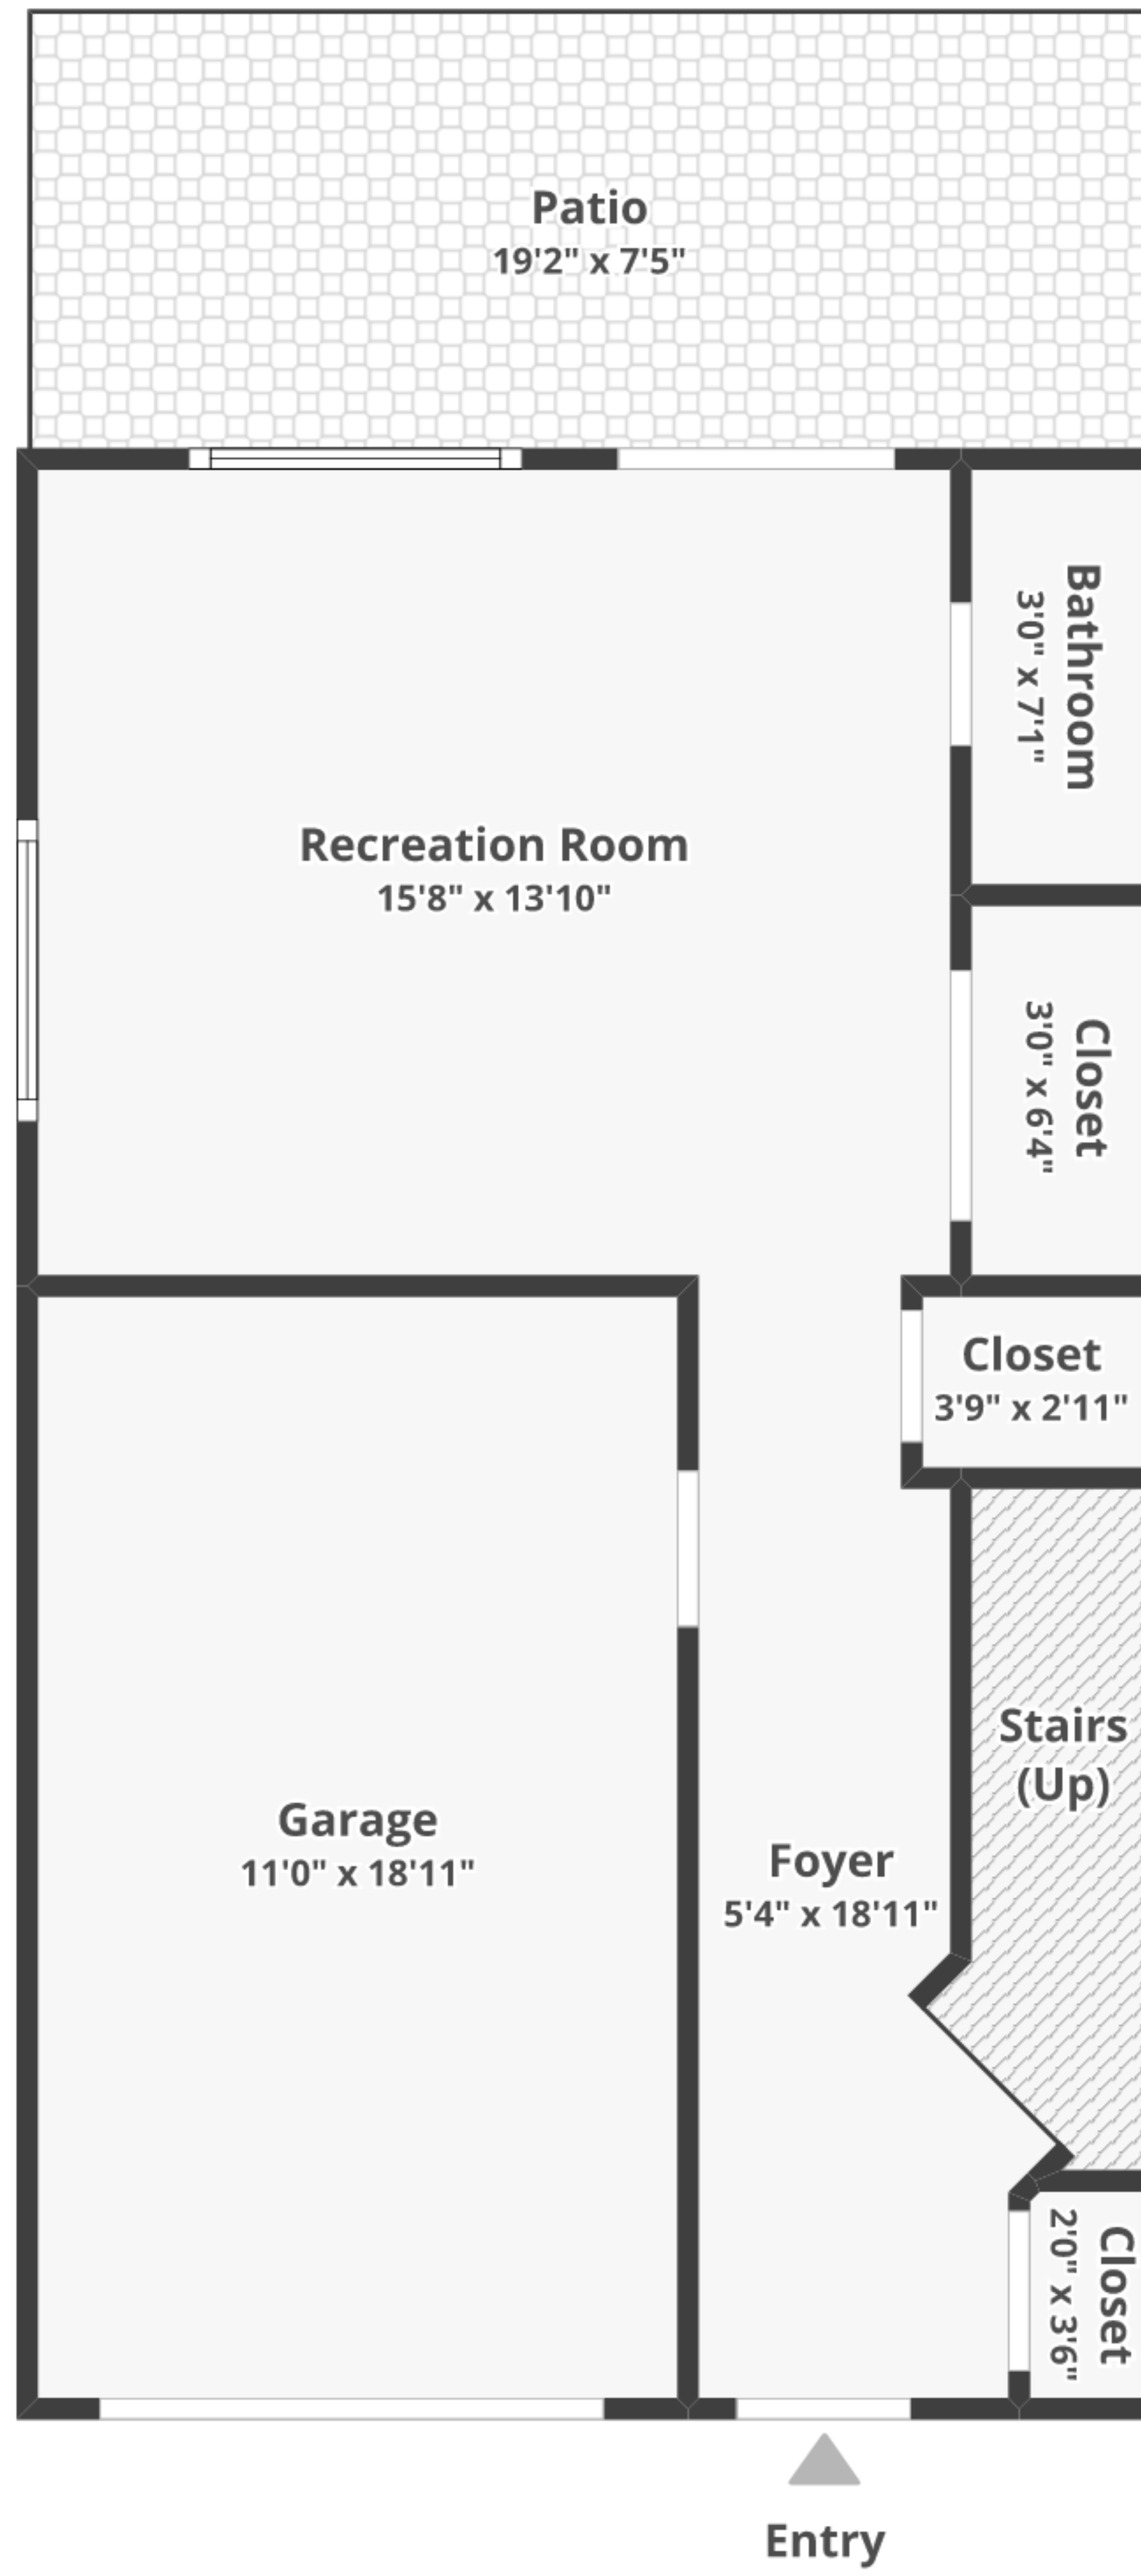 Patio
19'2" x 7'5"
Bathroom
3'0" x 7'1"
Recreation Room
15'8" x 13'10"
Closet
3'0" x 6'4"
Closet
3'9" x 2'11"
Stairs
(Up)
Garage
11'0" x 18'11"
Foyer
5'4" x 18'11"
Closet
2'0" x 3'6"
Entry